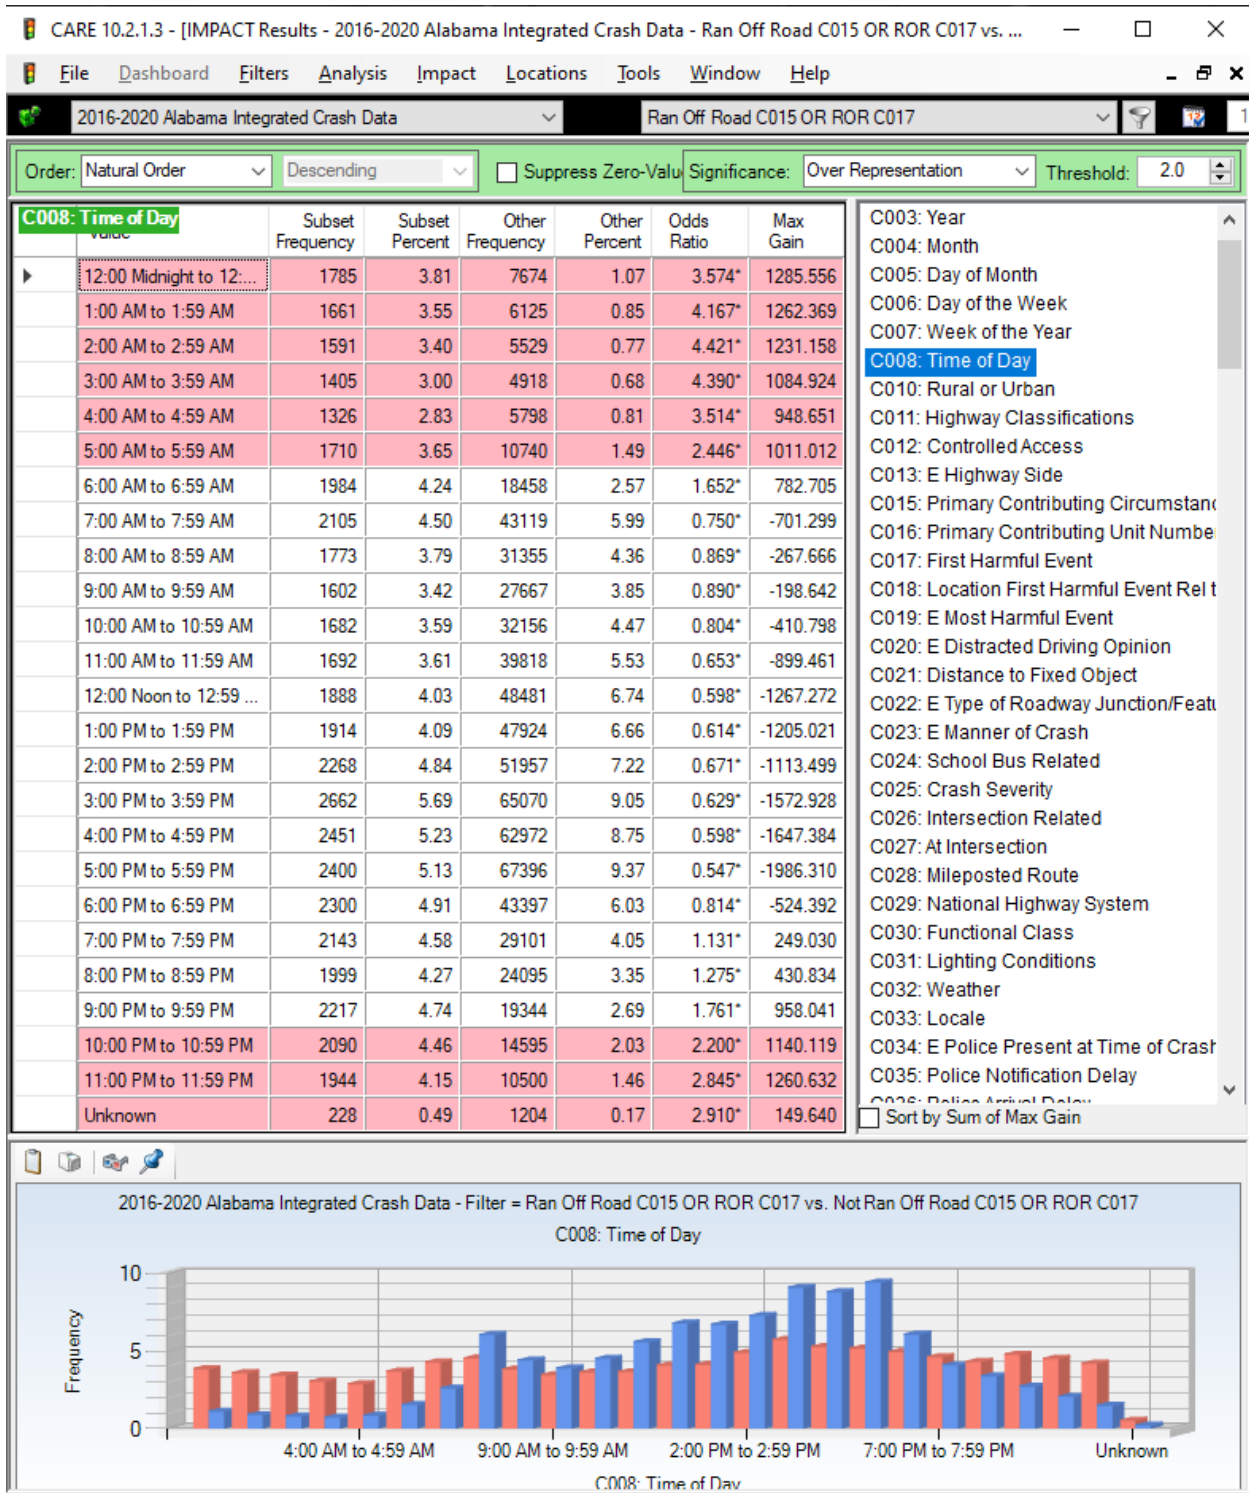 CARE 10.2.1.3 - [IMPACT Results - 2016-2020 Alabama Integrated Crash Data - Ran Off Road C015 OR ROR C017 vs. ...
File Dashboard Filters Analysis Impact Locations Tools Window Help
2016-2020 Alabama Integrated Crash Data Ran Off Road C015 OR ROR C017 1
Order: Natural Order Descending Suppress Zero-Valu Significance: Over Representation Threshold: 2.0
C008: Time of Day Subset Frequency Subset Percent Other Frequency Other Percent Odds Ratio Max Gain
12:00 Midnight to 12:... 1785 3.81 7674 1.07 3.574* 1285.556
1:00 AM to 1:59 AM 1661 3.55 6125 0.85 4.167* 1262.369
2:00 AM to 2:59 AM 1591 3.40 5529 0.77 4.421* 1231.158
3:00 AM to 3:59 AM 1405 3.00 4918 0.68 4.390* 1084.924
4:00 AM to 4:59 AM 1326 2.83 5798 0.81 3.514* 948.651
5:00 AM to 5:59 AM 1710 3.65 10740 1.49 2.446* 1011.012
6:00 AM to 6:59 AM 1984 4.24 18458 2.57 1.652* 782.705
7:00 AM to 7:59 AM 2105 4.50 43119 5.99 0.750* -701.299
8:00 AM to 8:59 AM 1773 3.79 31355 4.36 0.869* -267.666
9:00 AM to 9:59 AM 1602 3.42 27667 3.85 0.890* -198.642
10:00 AM to 10:59 AM 1682 3.59 32156 4.47 0.804* -410.798
11:00 AM to 11:59 AM 1692 3.61 39818 5.53 0.653* -899.461
12:00 Noon to 12:59 ... 1888 4.03 48481 6.74 0.598* -1267.272
1:00 PM to 1:59 PM 1914 4.09 47924 6.66 0.614* -1205.021
2:00 PM to 2:59 PM 2268 4.84 51957 7.22 0.671* -1113.499
3:00 PM to 3:59 PM 2662 5.69 65070 9.05 0.629* -1572.928
4:00 PM to 4:59 PM 2451 5.23 62972 8.75 0.598* -1647.384
5:00 PM to 5:59 PM 2400 5.13 67396 9.37 0.547* -1986.310
6:00 PM to 6:59 PM 2300 4.91 43397 6.03 0.814* -524.392
7:00 PM to 7:59 PM 2143 4.58 29101 4.05 1.131* 249.030
8:00 PM to 8:59 PM 1999 4.27 24095 3.35 1.275* 430.834
9:00 PM to 9:59 PM 2217 4.74 19344 2.69 1.761* 958.041
10:00 PM to 10:59 PM 2090 4.46 14595 2.03 2.200* 1140.119
11:00 PM to 11:59 PM 1944 4.15 10500 1.46 2.845* 1260.632
Unknown 228 0.49 1204 0.17 2.910* 149.640
C003: Year
C004: Month
C005: Day of Month
C006: Day of the Week
C007: Week of the Year
C008: Time of Day
C010: Rural or Urban
C011: Highway Classifications
C012: Controlled Access
C013: E Highway Side
C015: Primary Contributing Circumstanc
C016: Primary Contributing Unit Number
C017: First Harmful Event
C018: Location First Harmful Event Rel t
C019: E Most Harmful Event
C020: E Distracted Driving Opinion
C021: Distance to Fixed Object
C022: E Type of Roadway Junction/Featu
C023: E Manner of Crash
C024: School Bus Related
C025: Crash Severity
C026: Intersection Related
C027: At Intersection
C028: Mileposted Route
C029: National Highway System
C030: Functional Class
C031: Lighting Conditions
C032: Weather
C033: Locale
C034: E Police Present at Time of Crash
C035: Police Notification Delay
C036: Police Arrival Delay
Sort by Sum of Max Gain
2016-2020 Alabama Integrated Crash Data - Filter = Ran Off Road C015 OR ROR C017 vs. Not Ran Off Road C015 OR ROR C017
C008: Time of Day
Frequency
10
5
0
4:00 AM to 4:59 AM 9:00 AM to 9:59 AM 2:00 PM to 2:59 PM 7:00 PM to 7:59 PM Unknown
C008: Time of Day